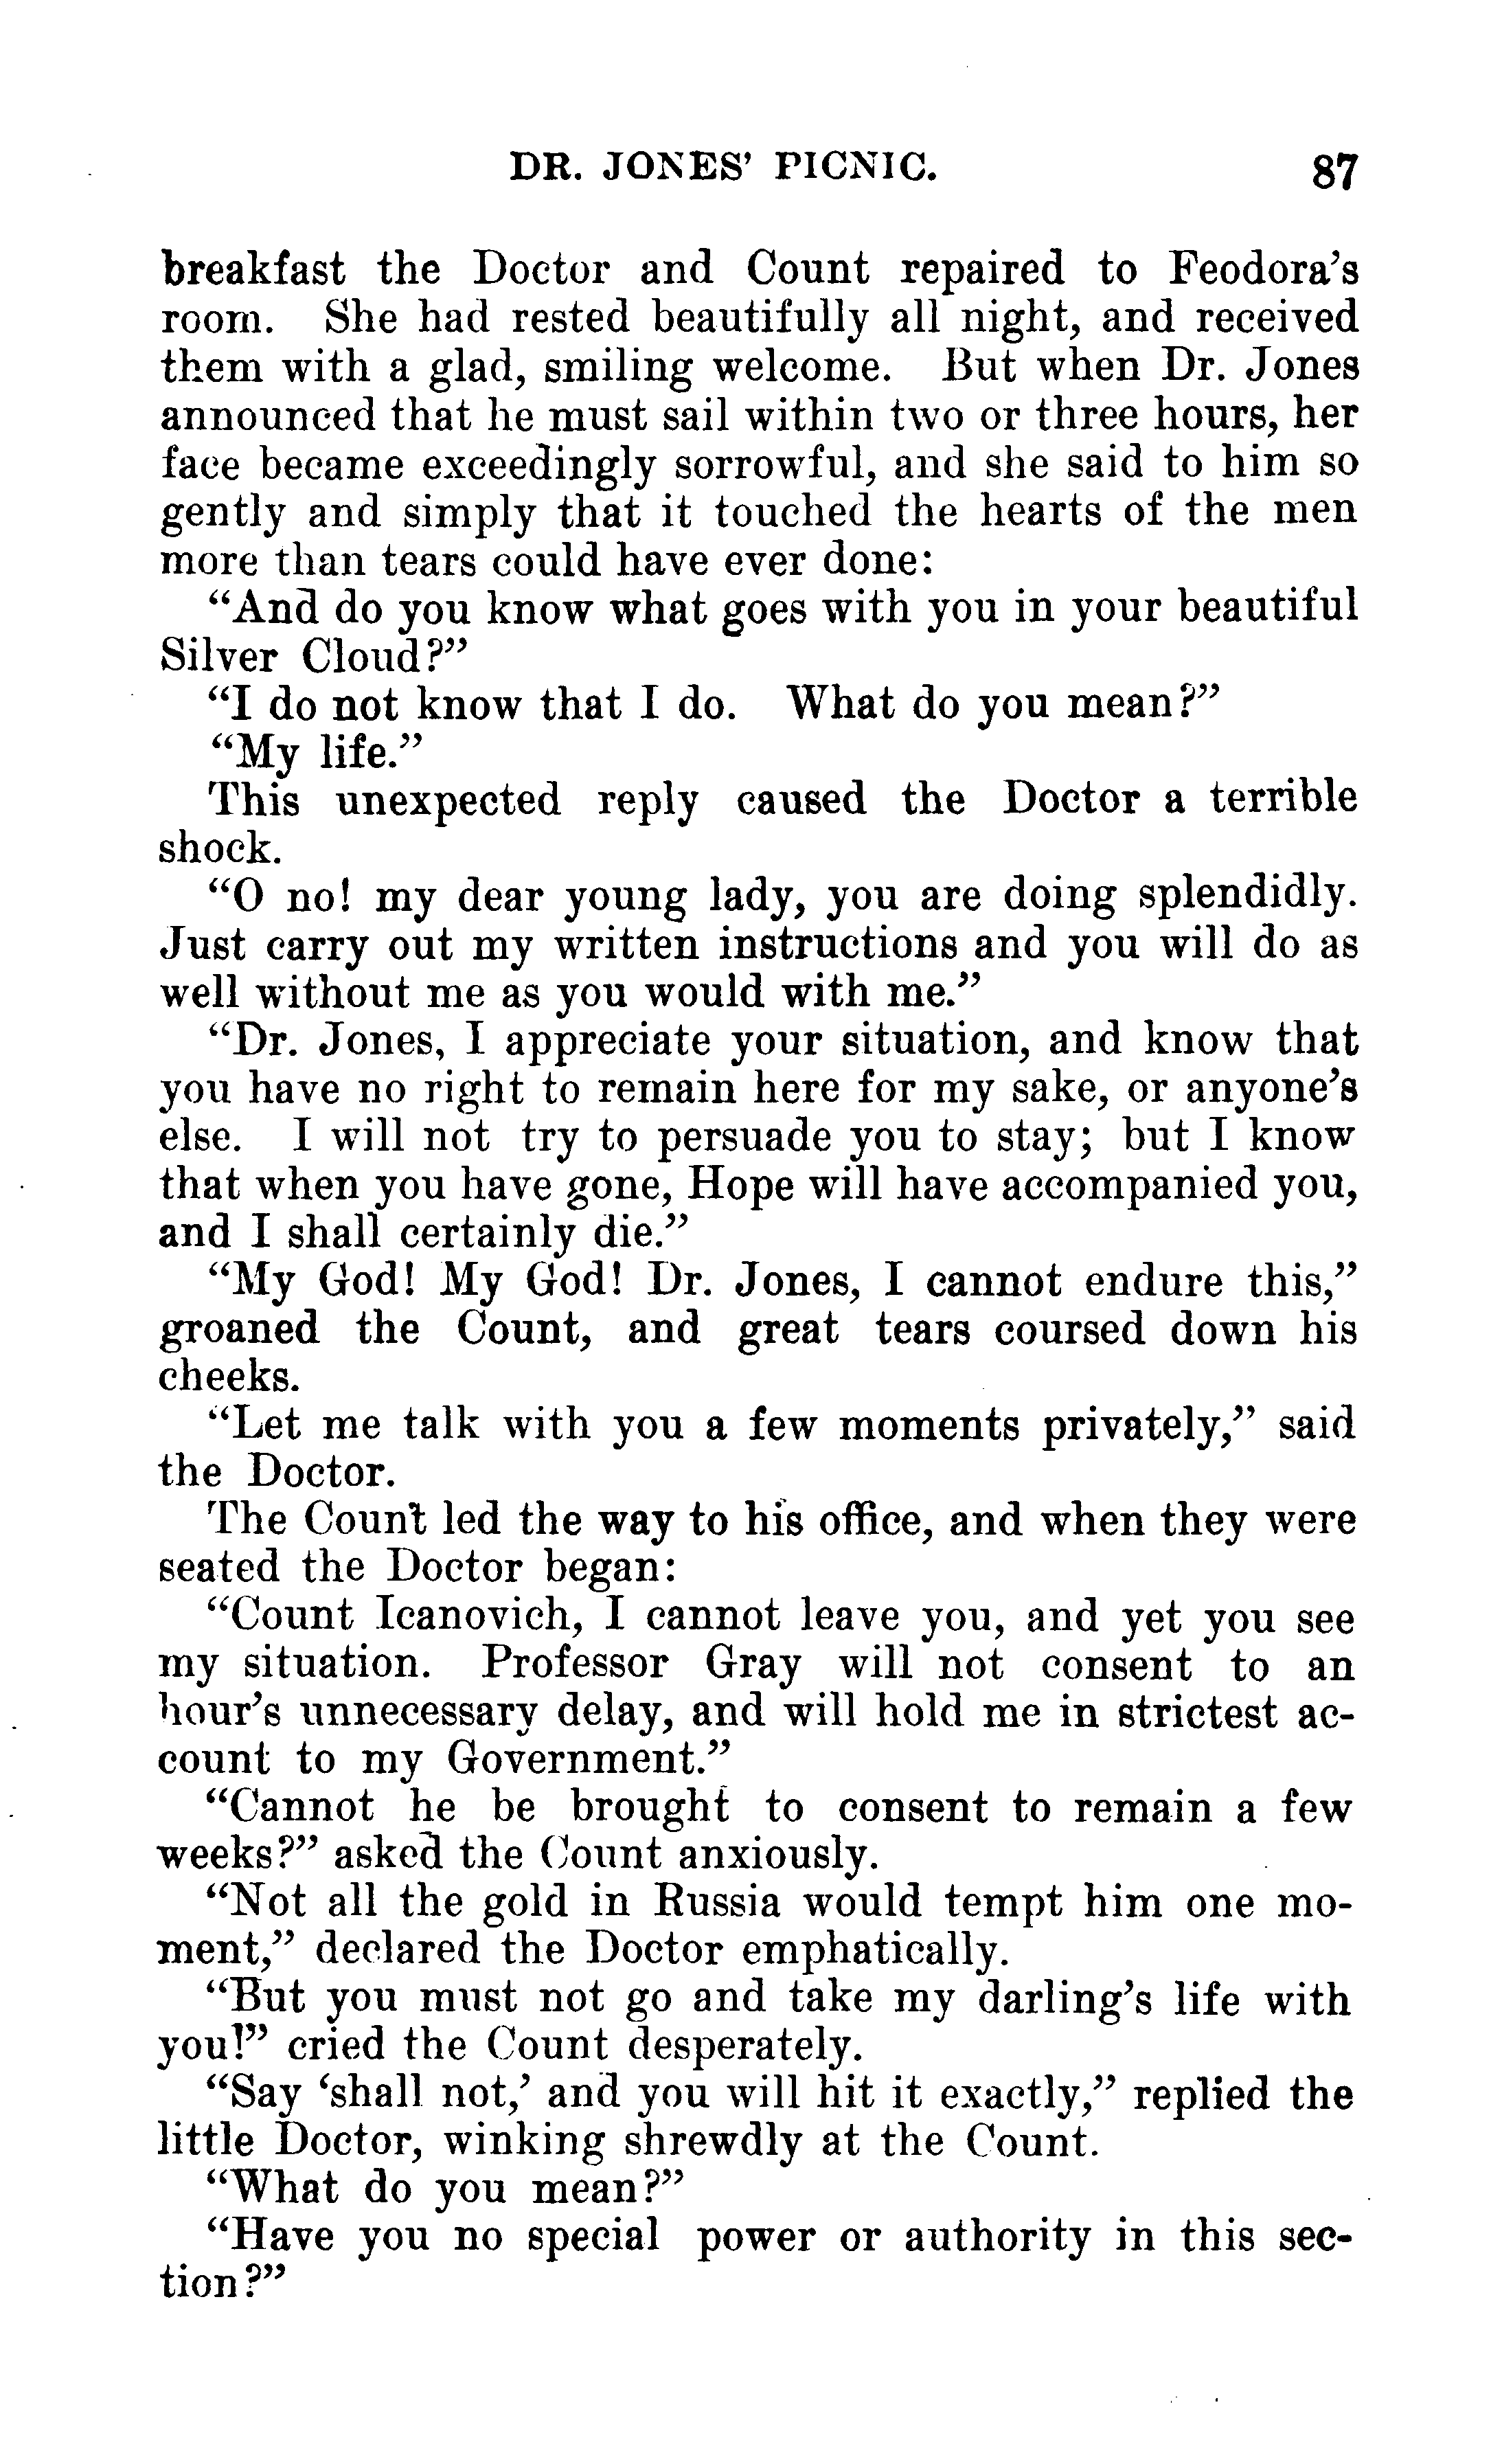 DR. JONES' PICNIC. 87
breakfast the Doctor and Count repaired to Feodora's
room. She had rested beautifully all night, and received
them with a glad, smiling welcome. But when Dr. Jones
announced that he must sail within two or three hours, her
face became exceedingly sorrowful, and she said to him so
gently and simply that it touched the hearts of the men
more than tears could have ever done:
“And do you know what goes with you in your beautiful
Silver Cloud?”
“I do not know that I do. What do you mean?”
“My life.”
This unexpected reply caused the Doctor a terrible
shock.
“O no! my dear young lady, you are doing splendidly.
Just carry out my written instructions and you will do as
well without me as you would with me.”
“Dr. Jones, I appreciate your situation, and know that
you have no right to remain here for my sake, or anyone's
else. I will not try to persuade you to stay; but I know
that when you have gone, Hope will have accompanied you,
and I shall certainly die.”
“My God! My God! Dr. Jones, I cannot endure this,”
groaned the Count, and great tears coursed down his
cheeks.
“Let me talk with you a few moments privately,” said
the Doctor.
The Count led the way to his office, and when they were
seated the Doctor began:
“Count Icanovich, I cannot leave you, and yet you see
my situation. Professor Gray will not consent to an
hour's unnecessary delay, and will hold me in strictest ac-
count to my Government.”
“Cannot he be brought to consent to remain a few
weeks?” asked the Count anxiously.
“Not all the gold in Russia would tempt him one mo-
ment,” declared the Doctor emphatically.
“But you must not go and take my darling's life with
you!” cried the Count desperately.
“Say ‘shall not,’ and you will hit it exactly,” replied the
little Doctor, winking shrewdly at the Count.
“What do you mean?”
“Have you no special power or authority in this sec-
tion?”